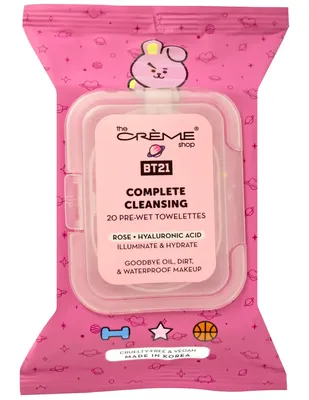 the
CRÈME®
shop
BT21
COMPLETE
CLEANSING
20 PRE-WET TOWELETTES
ROSE + HYALURONIC ACID
ILLUMINATE & HYDRATE
GOODBYE OIL, DIRT,
& WATERPROOF MAKEUP
CRUELTY-FREE & VEGAN
MADE IN KOREA